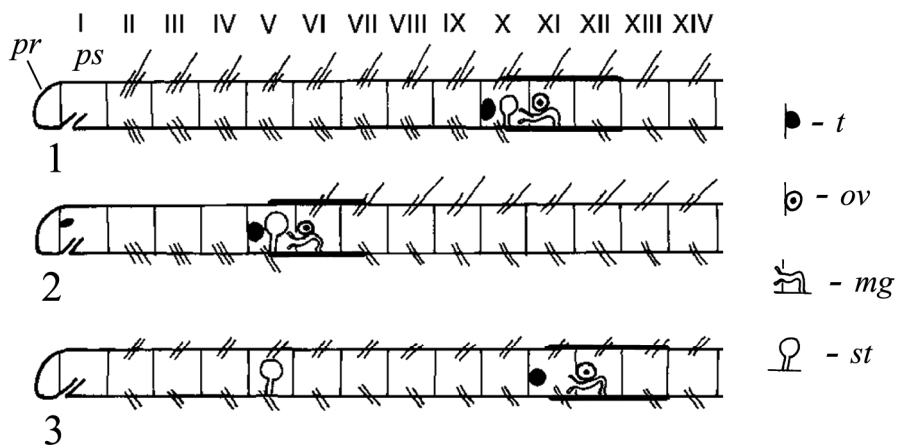 I II III IV V VI VII VIII IX X XI XII XIII XIV
pr ps
1
- t
2
- ov
- mg
3
- st